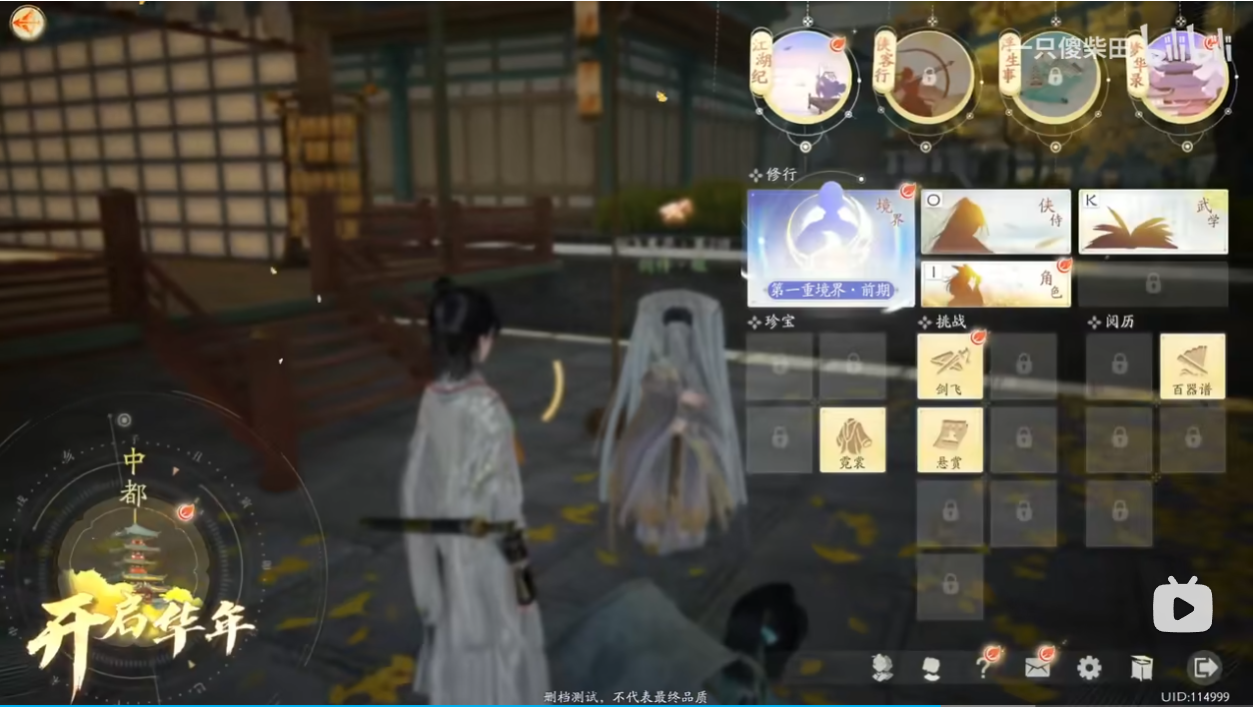 江湖纪
侠客行
浮生事
梦华录
一只傻柴田
bilibili
修行
境界
第一重境界·前期
O
侠侍
K
武学
I
角色
珍宝
挑战
阅历
剑飞
百器谱
霓裳
悬赏
中都
开启华年
删档测试，不代表最终品质
UID:114999